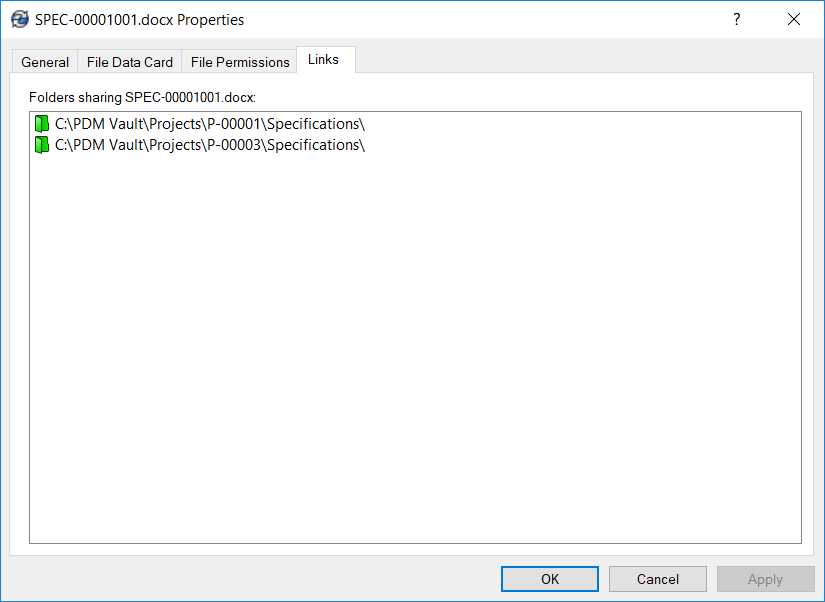 SPEC-00001001.docx Properties
?
General File Data Card File Permissions Links
Folders sharing SPEC-00001001.docx:
C:\PDM Vault\Projects\P-00001\Specifications\
C:\PDM Vault\Projects\P-00003\Specifications\
OK Cancel Apply